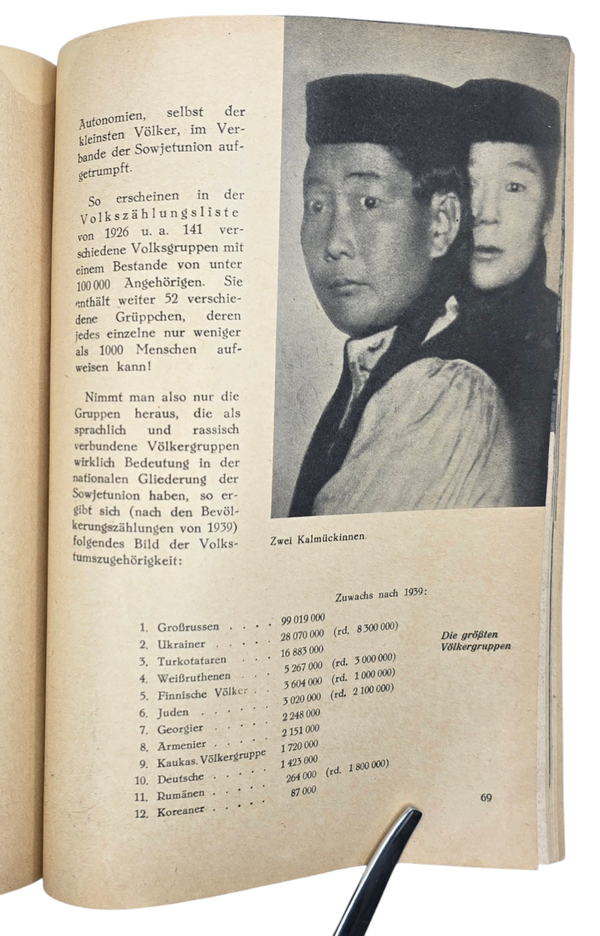 Autonomien, selbst der
kleinsten Völker, im Ver-
bande der Sowjetunion auf-
getrumpft.
So erscheinen in der
Volkszählungsliste
von 1926 u. a. 141 ver-
schiedene Volksgruppen mit
einem Bestande von unter
100 000 Angehörigen. Sie
enthält weiter 52 verschie-
dene Grüppchen, deren
jedes einzelne nur weniger
als 1000 Menschen auf-
weisen kann!
Nimmt man also nur die
Gruppen heraus, die als
sprachlich und rassisch
verbundene Völkergruppen
wirklich Bedeutung in der
nationalen Gliederung der
Sowjetunion haben, so er-
gibt sich (nach den Bevöl-
kerungszählungen von 1939)
folgendes Bild der Volks-
tumszugehörigkeit:
Zwei Kalmückinnen.
Zuwachs nach 1939:
1. Großrussen . . . . 99 019 000
2. Ukrainer . . . . 28 070 000 (rd. 8 300 000)
3. Turkotataren . . . 16 883 000
4. Weißruthenen . . . 5 267 000 (rd. 3 000 000)
5. Finnische Völker . . 3 604 000 (rd. 1 000 000)
6. Juden . . . . . . 3 020 000 (rd. 2 100 000)
7. Georgier . . . . . 2 248 000
8. Armenier . . . . . 2 151 000
9. Kaukas. Völkergruppe 1 720 000
10. Deutsche . . . . . 1 423 000
11. Rumänen . . . . . 264 000 (rd. 1 800 000)
12. Koreaner . . . . . 87 000
Die größten
Völkergruppen
69